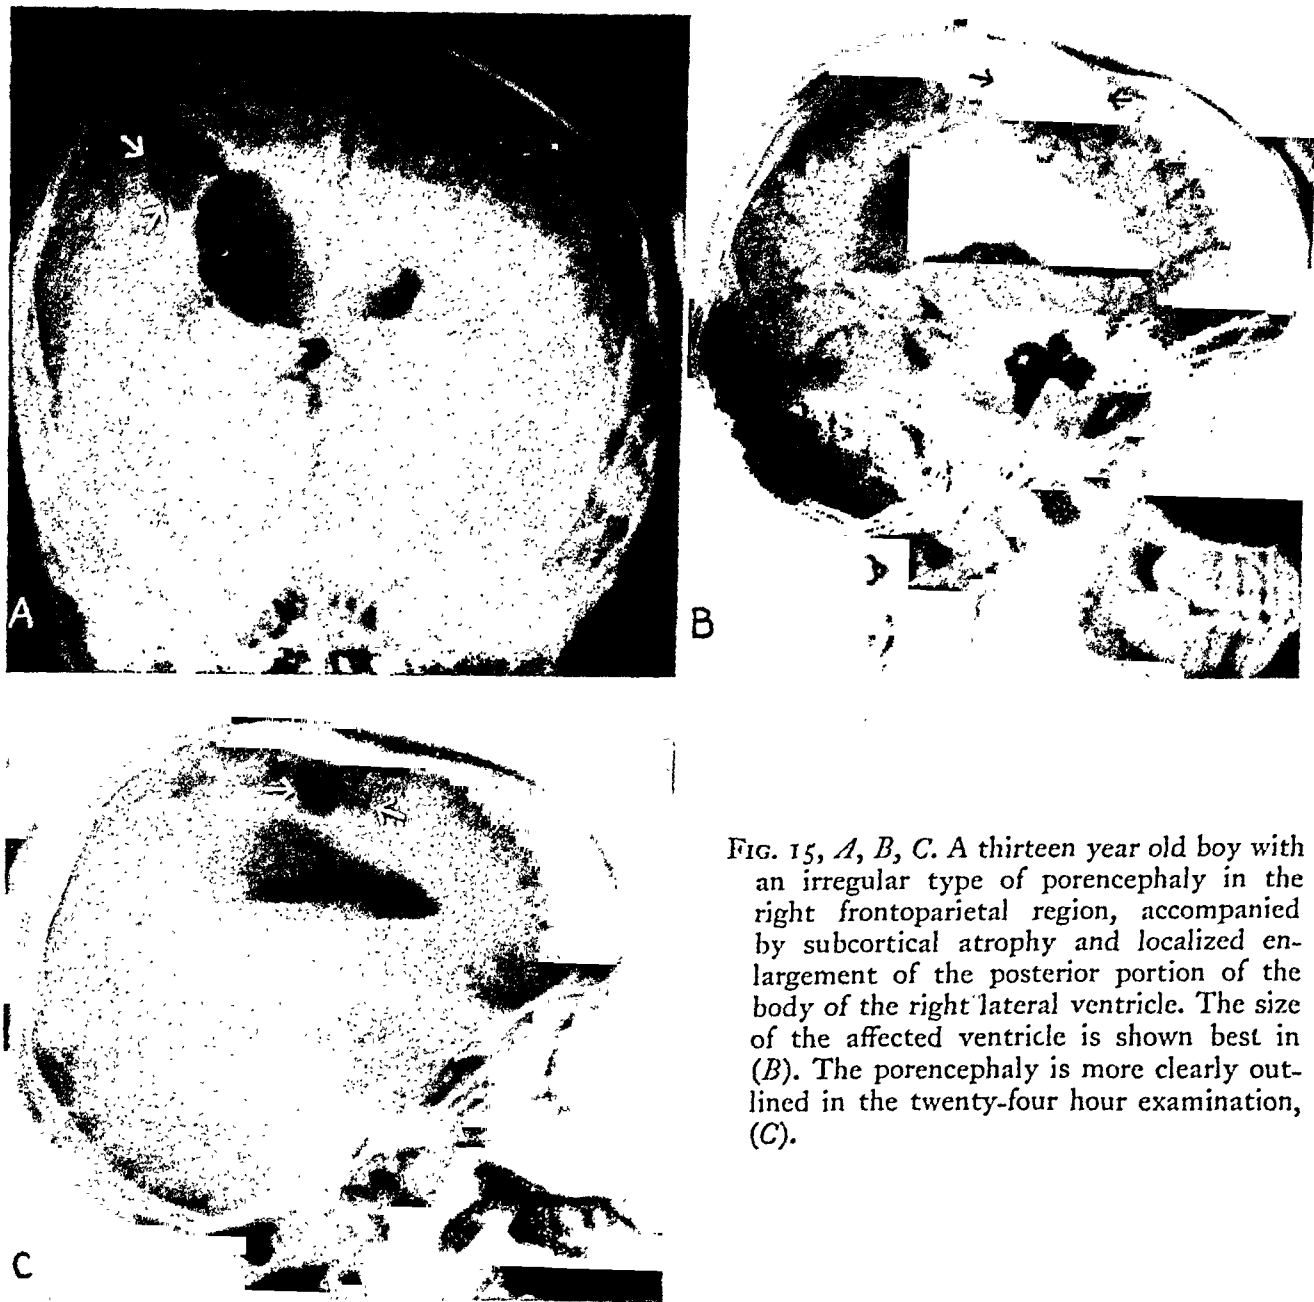 A
B
C
FIG. 15, A, B, C. A thirteen year old boy with
an irregular type of porencephaly in the
right frontoparietal region, accompanied
by subcortical atrophy and localized en-
largement of the posterior portion of the
body of the right lateral ventricle. The size
of the affected ventricle is shown best in
(B). The porencephaly is more clearly out-
lined in the twenty-four hour examination,
(C).